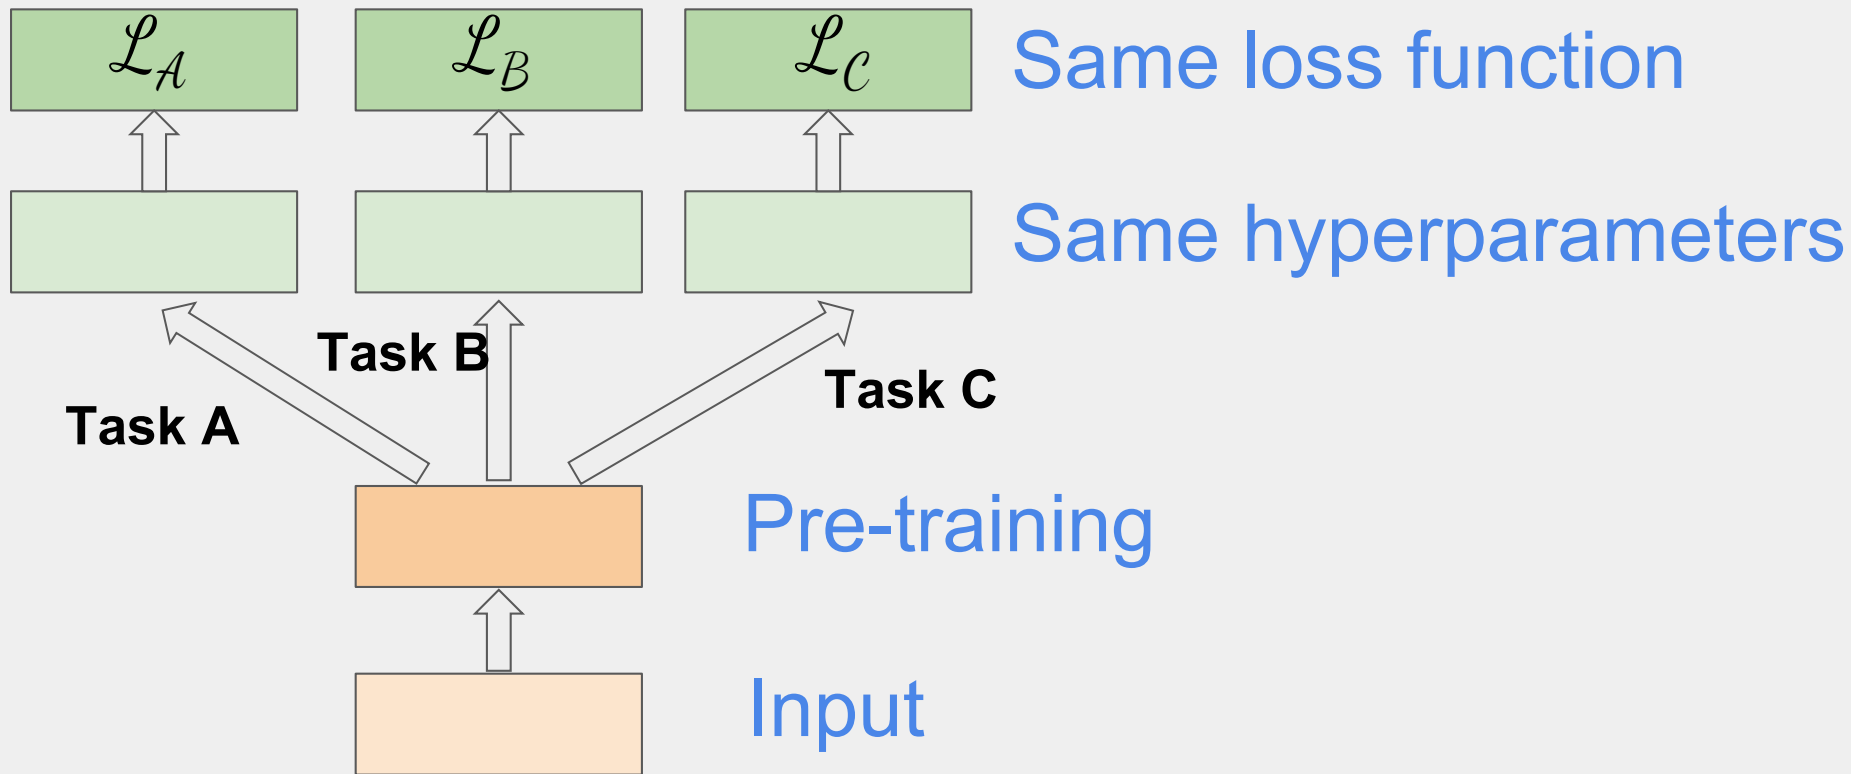 ℒ_A ℒ_B ℒ_C Same loss function
Same hyperparameters
Task B
Task C
Task A
Pre-training
Input